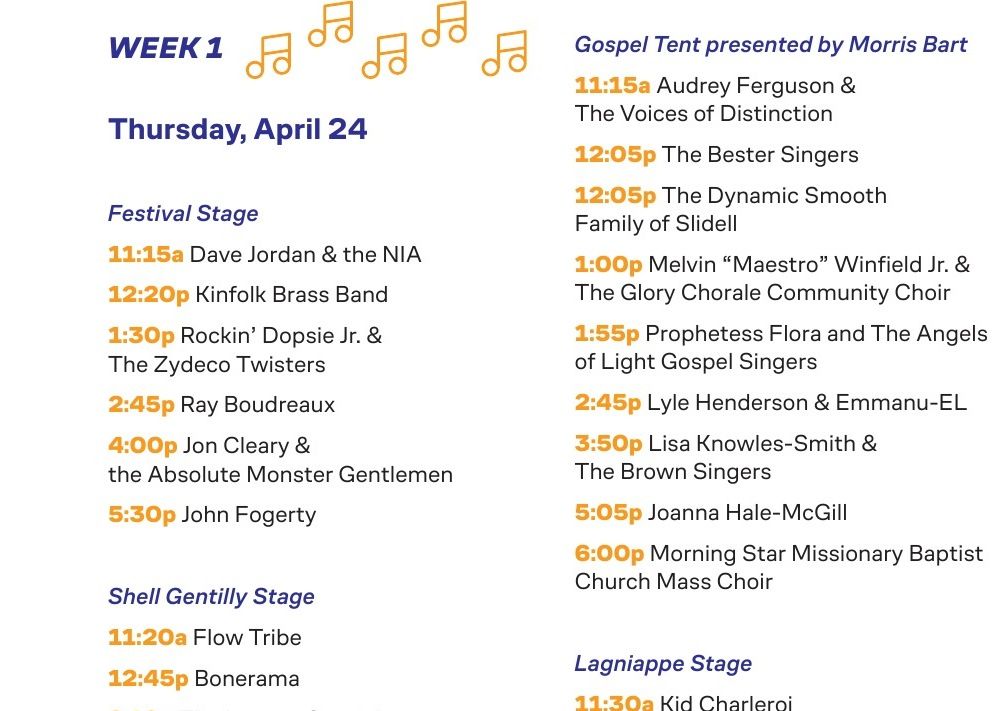 WEEK 1
Thursday, April 24
Festival Stage
11:15a Dave Jordan & the NIA
12:20p Kinfolk Brass Band
1:30p Rockin’ Dopsie Jr. &
The Zydeco Twisters
2:45p Ray Boudreaux
4:00p Jon Cleary &
the Absolute Monster Gentlemen
5:30p John Fogerty
Shell Gentilly Stage
11:20a Flow Tribe
12:45p Bonerama
Gospel Tent presented by Morris Bart
11:15a Audrey Ferguson &
The Voices of Distinction
12:05p The Bester Singers
12:05p The Dynamic Smooth
Family of Slidell
1:00p Melvin “Maestro” Winfield Jr. &
The Glory Chorale Community Choir
1:55p Prophetess Flora and The Angels
of Light Gospel Singers
2:45p Lyle Henderson & Emmanu-EL
3:50p Lisa Knowles-Smith &
The Brown Singers
5:05p Joanna Hale-McGill
6:00p Morning Star Missionary Baptist
Church Mass Choir
Lagniappe Stage
11:30a Kid Charleroi